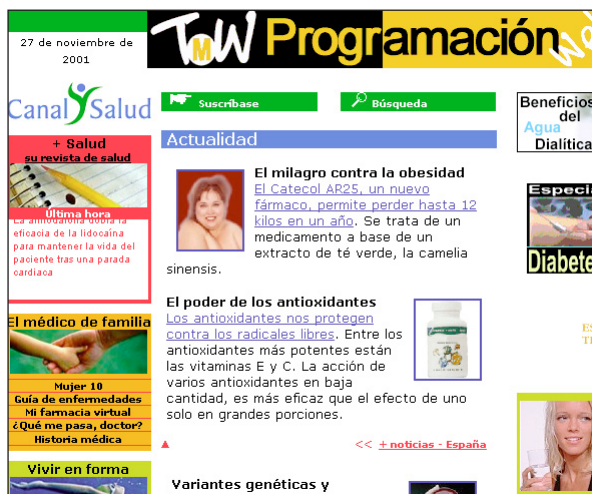 27 de noviembre de
2001
TMW Programación
Canal Salud
Suscríbase
Búsqueda
Actualidad
+ Salud
su revista de salud
Última hora
eficacia de la lidocaína
para mantener la vida del
paciente tras una parada
cardiaca
El médico de familia
Mujer 10
Guía de enfermedades
Mi farmacia virtual
¿Qué me pasa, doctor?
Historia médica
Vivir en forma
El milagro contra la obesidad
El Catecol AR25, un nuevo
fármaco, permite perder hasta 12
kilos en un año. Se trata de un
medicamento a base de un
extracto de té verde, la camelia
sinensis.
El poder de los antioxidantes
Los antioxidantes nos protegen
contra los radicales libres. Entre los
antioxidantes más potentes están
las vitaminas E y C. La acción de
varios antioxidantes en baja
cantidad, es más eficaz que el efecto de uno
solo en grandes porciones.
<< + noticias - España
Variantes genéticas y
Beneficios
del
Agua
Dialítica
Especia
Diabete
ES
TE